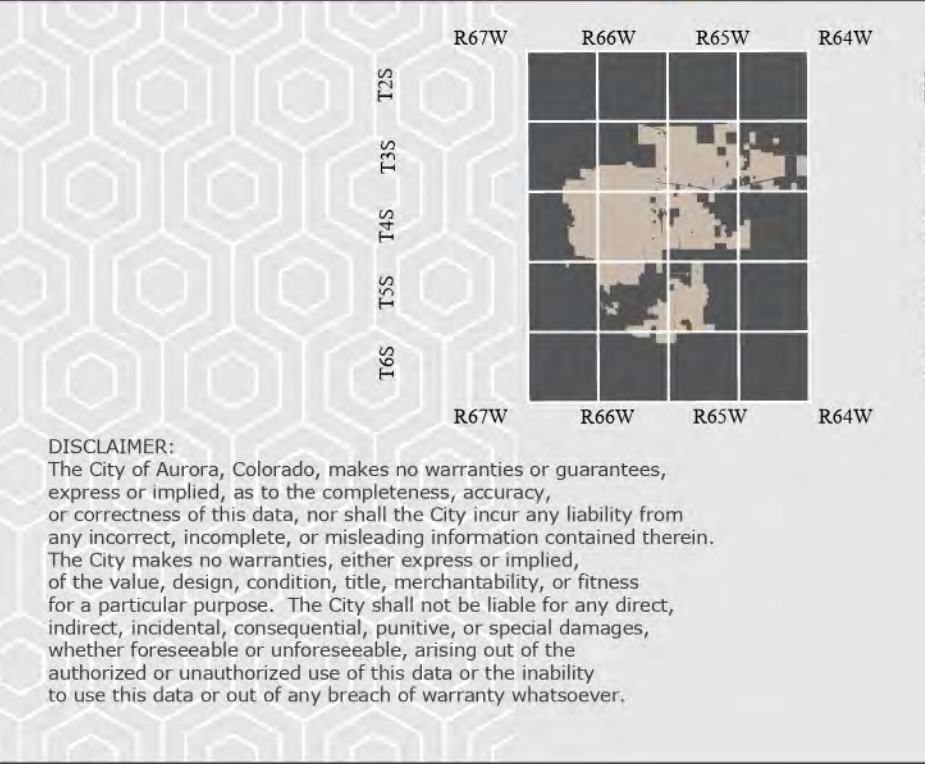 R67W R66W R65W R64W
T2S
T3S
T4S
T5S
T6S
R67W R66W R65W R64W
DISCLAIMER:
The City of Aurora, Colorado, makes no warranties or guarantees,
express or implied, as to the completeness, accuracy,
or correctness of this data, nor shall the City incur any liability from
any incorrect, incomplete, or misleading information contained therein.
The City makes no warranties, either express or implied,
of the value, design, condition, title, merchantability, or fitness
for a particular purpose.  The City shall not be liable for any direct,
indirect, incidental, consequential, punitive, or special damages,
whether foreseeable or unforeseeable, arising out of the
authorized or unauthorized use of this data or the inability
to use this data or out of any breach of warranty whatsoever.